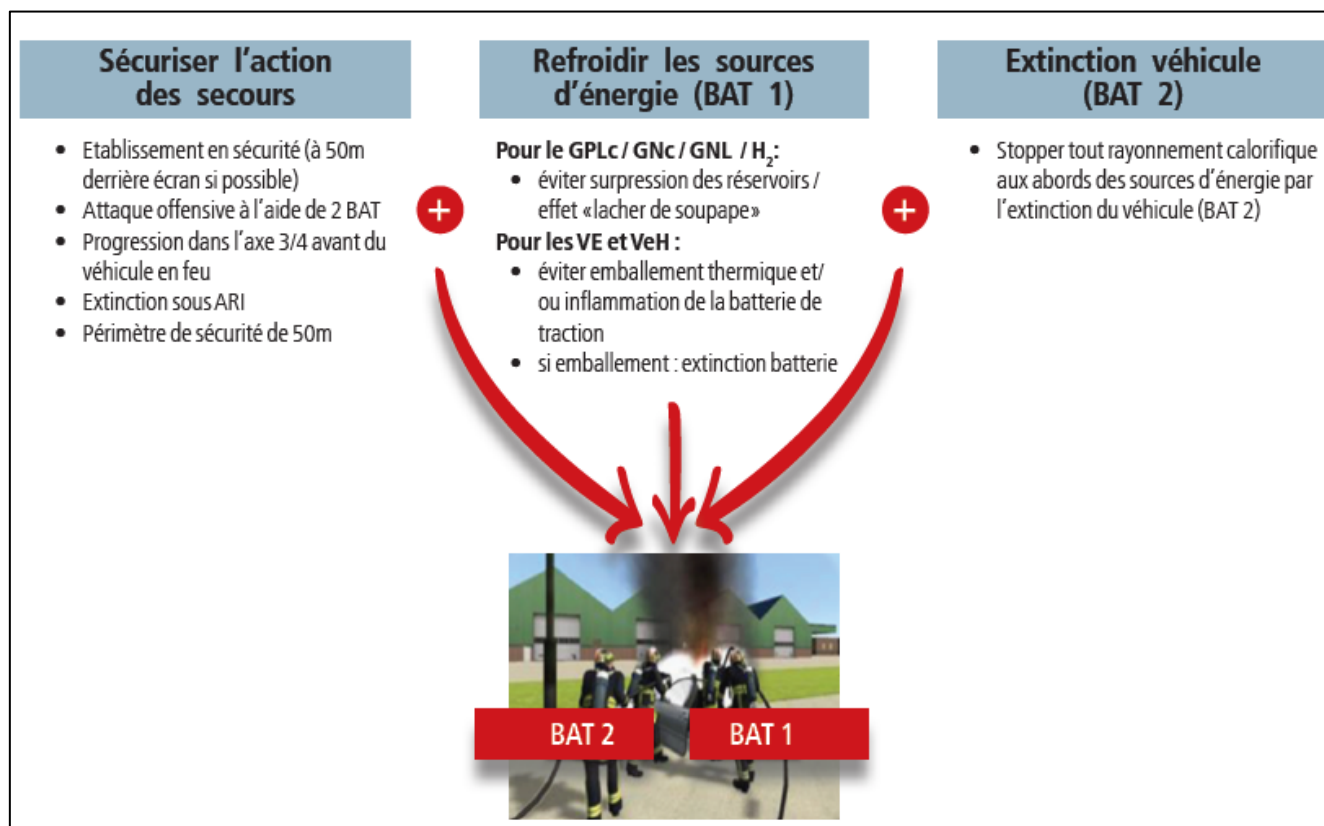 Sécuriser l'action
des secours
• Etablissement en sécurité (à 50m
derrière écran si possible)
• Attaque offensive à l'aide de 2 BAT
• Progression dans l'axe 3/4 avant du
véhicule en feu
• Extinction sous ARI
• Périmètre de sécurité de 50m
+
Refroidir les sources
d'énergie (BAT 1)
Pour le GPLc / GNc / GNL / H₂:
• éviter surpression des réservoirs /
effet «lacher de soupape»
Pour les VE et VeH :
• éviter emballement thermique et/
ou inflammation de la batterie de
traction
• si emballement : extinction batterie
+
Extinction véhicule
(BAT 2)
• Stopper tout rayonnement calorifique
aux abords des sources d'énergie par
l'extinction du véhicule (BAT 2)
BAT 2
BAT 1